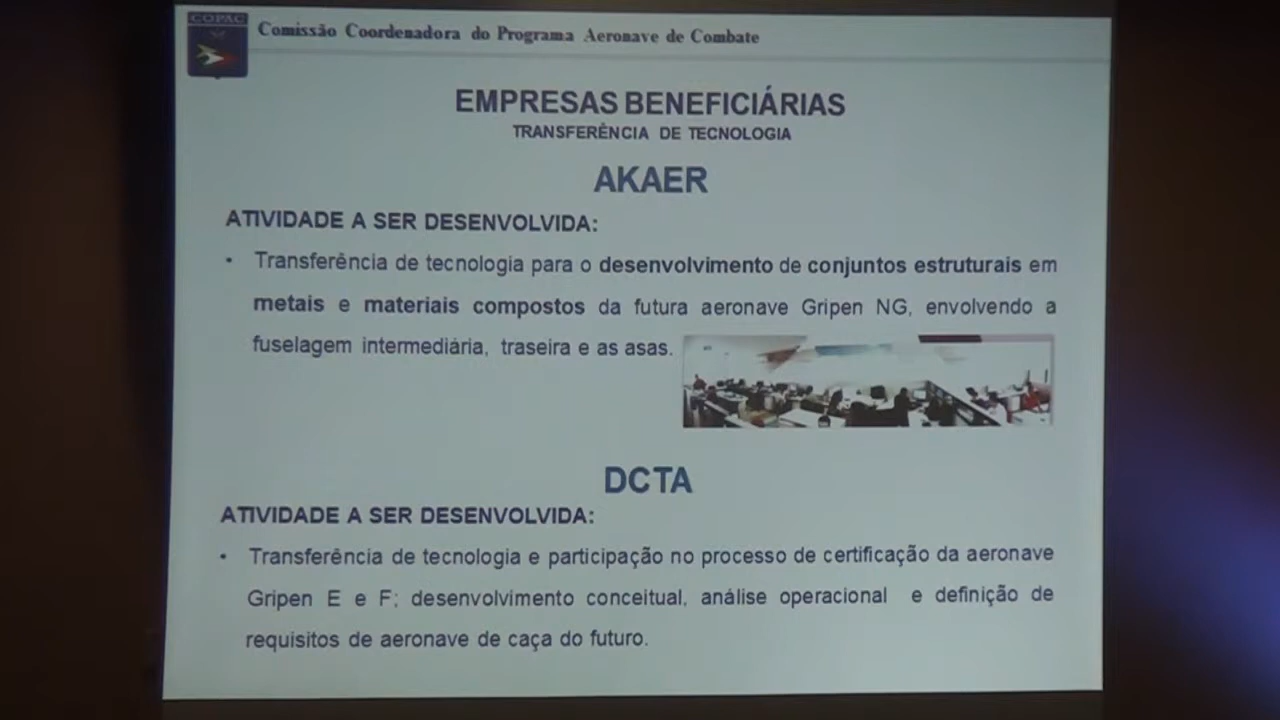 COPAC
Comissão Coordenadora do Programa Aeronave de Combate
EMPRESAS BENEFICIÁRIAS
TRANSFERÊNCIA DE TECNOLOGIA
AKAER
ATIVIDADE A SER DESENVOLVIDA:
• Transferência de tecnologia para o desenvolvimento de conjuntos estruturais em
metais e materiais compostos da futura aeronave Gripen NG, envolvendo a
fuselagem intermediária, traseira e as asas.
DCTA
ATIVIDADE A SER DESENVOLVIDA:
• Transferência de tecnologia e participação no processo de certificação da aeronave
Gripen E e F; desenvolvimento conceitual, análise operacional e definição de
requisitos de aeronave de caça do futuro.